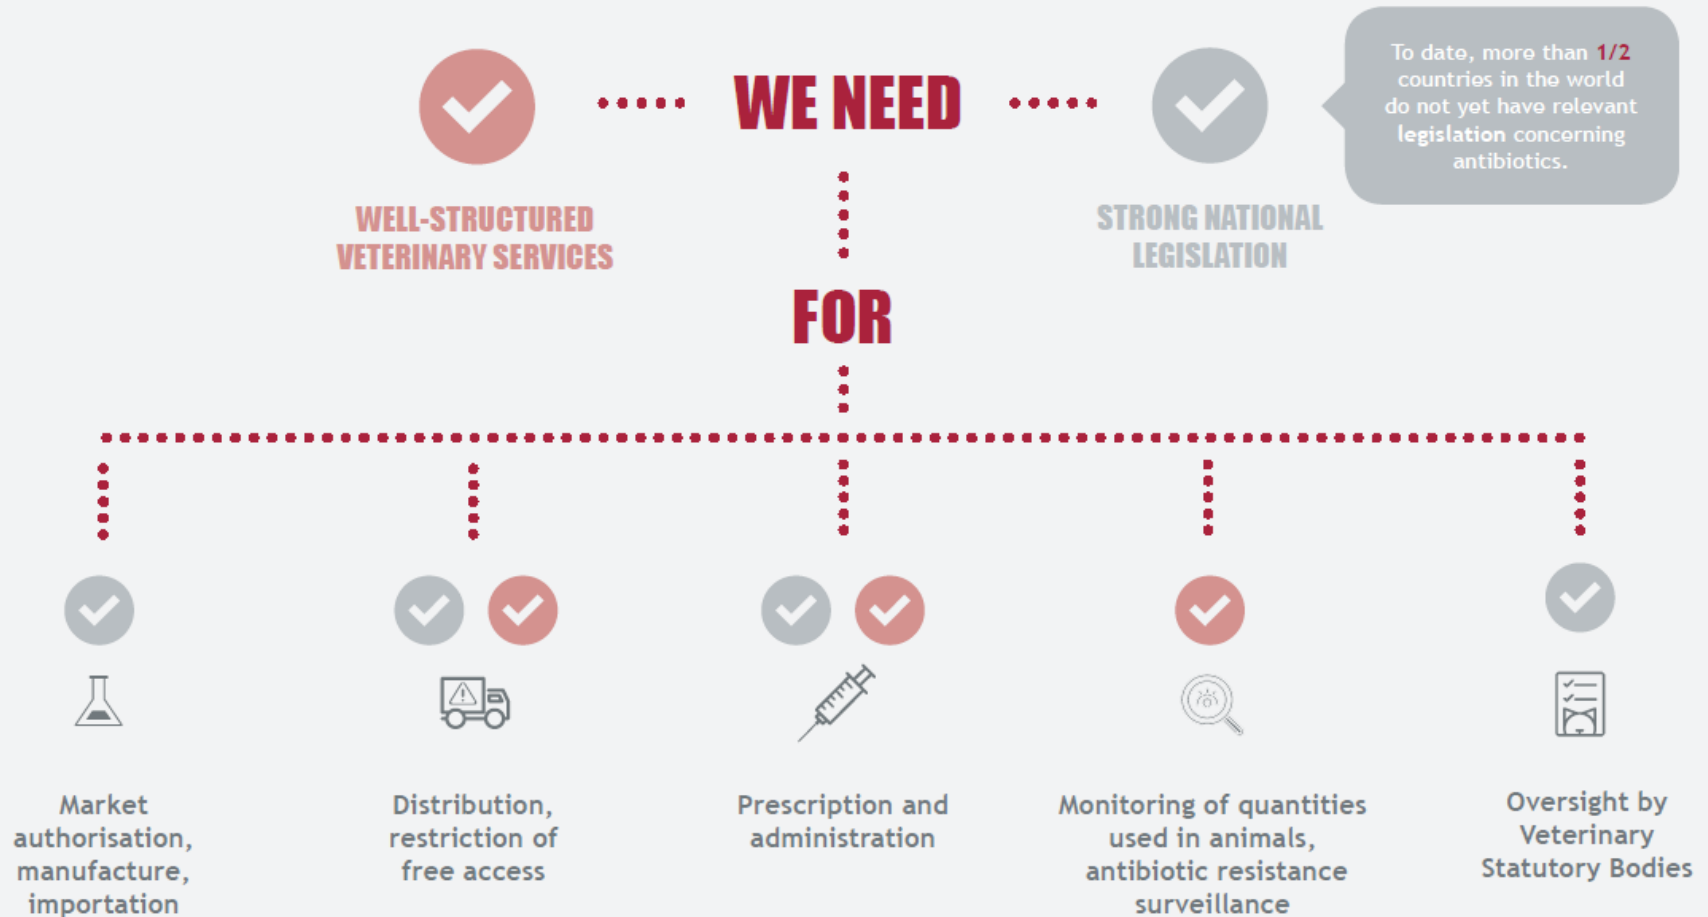 WE NEED
WELL-STRUCTURED
VETERINARY SERVICES
STRONG NATIONAL
LEGISLATION
To date, more than 1/2
countries in the world
do not yet have relevant
legislation concerning
antibiotics.
FOR
Market
authorisation,
manufacture,
importation
Distribution,
restriction of
free access
Prescription and
administration
Monitoring of quantities
used in animals,
antibiotic resistance
surveillance
Oversight by
Veterinary
Statutory Bodies